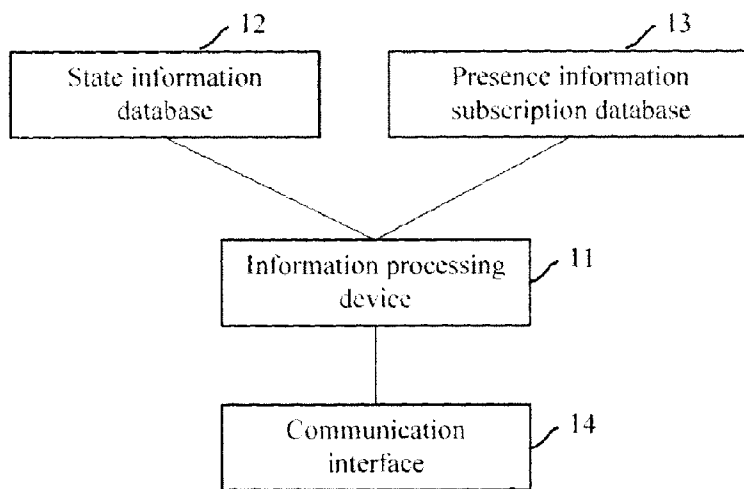 12
13
State information
database
Presence information
subscription database
Information processing
device
11
Communication
interface
14